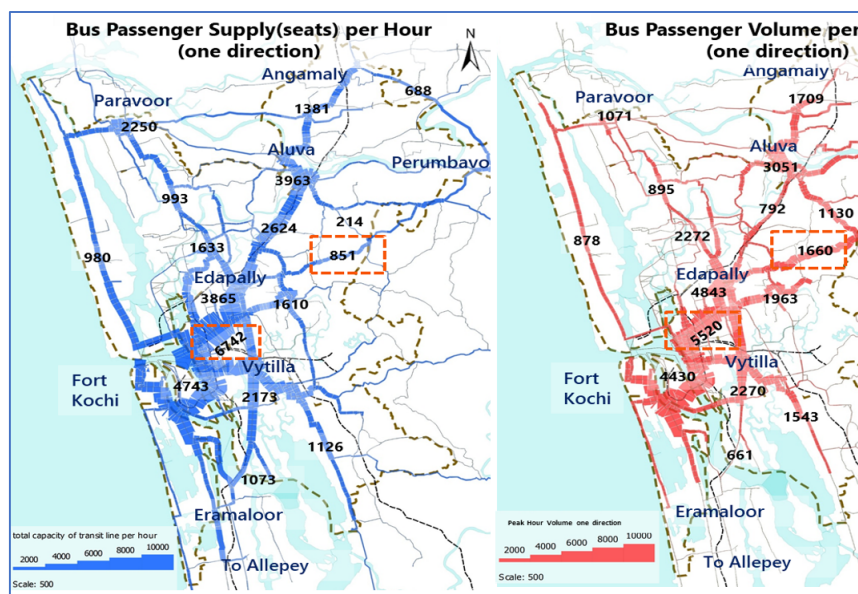 Bus Passenger Supply(seats) per Hour
(one direction)
N
Angamaly
688
Paravoor
1381
2250
Aluva
Perumbavo
3963
993
214
2624
1633
980
851
Edapally
3865
1610
6742
Vytilla
Fort
Kochi
4743
2173
1126
1073
Eramaloor
total capacity of transit line per hour
2000 4000 6000 8000 10000
To Allepey
Scale: 500
Bus Passenger Volume per
(one direction)
Angamaly
Paravoor
1709
1071
Aluva
3051
895
792
1130
878
2272
1660
Edapally
4843
1963
5520
Vytilla
Fort
Kochi
4430
2270
1543
661
Eramaloor
Peak Hour Volume one direction
2000 4000 6000 8000 10000
To Allepey
Scale: 500